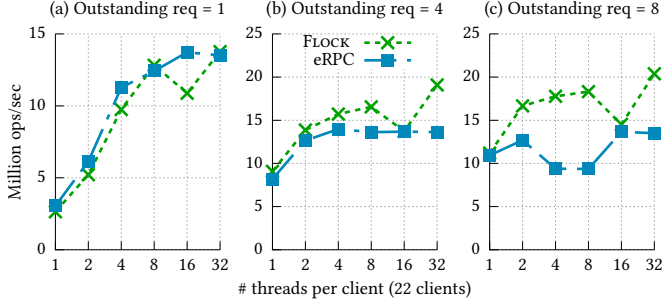 (a) Outstanding req = 1
(b) Outstanding req = 4
(c) Outstanding req = 8
Million ops/sec
15
10
5
0
1 2 4 8 16 32
FLOCK
eRPC
25
20
15
10
5
0
1 2 4 8 16 32
25
20
15
10
5
0
1 2 4 8 16 32
# threads per client (22 clients)